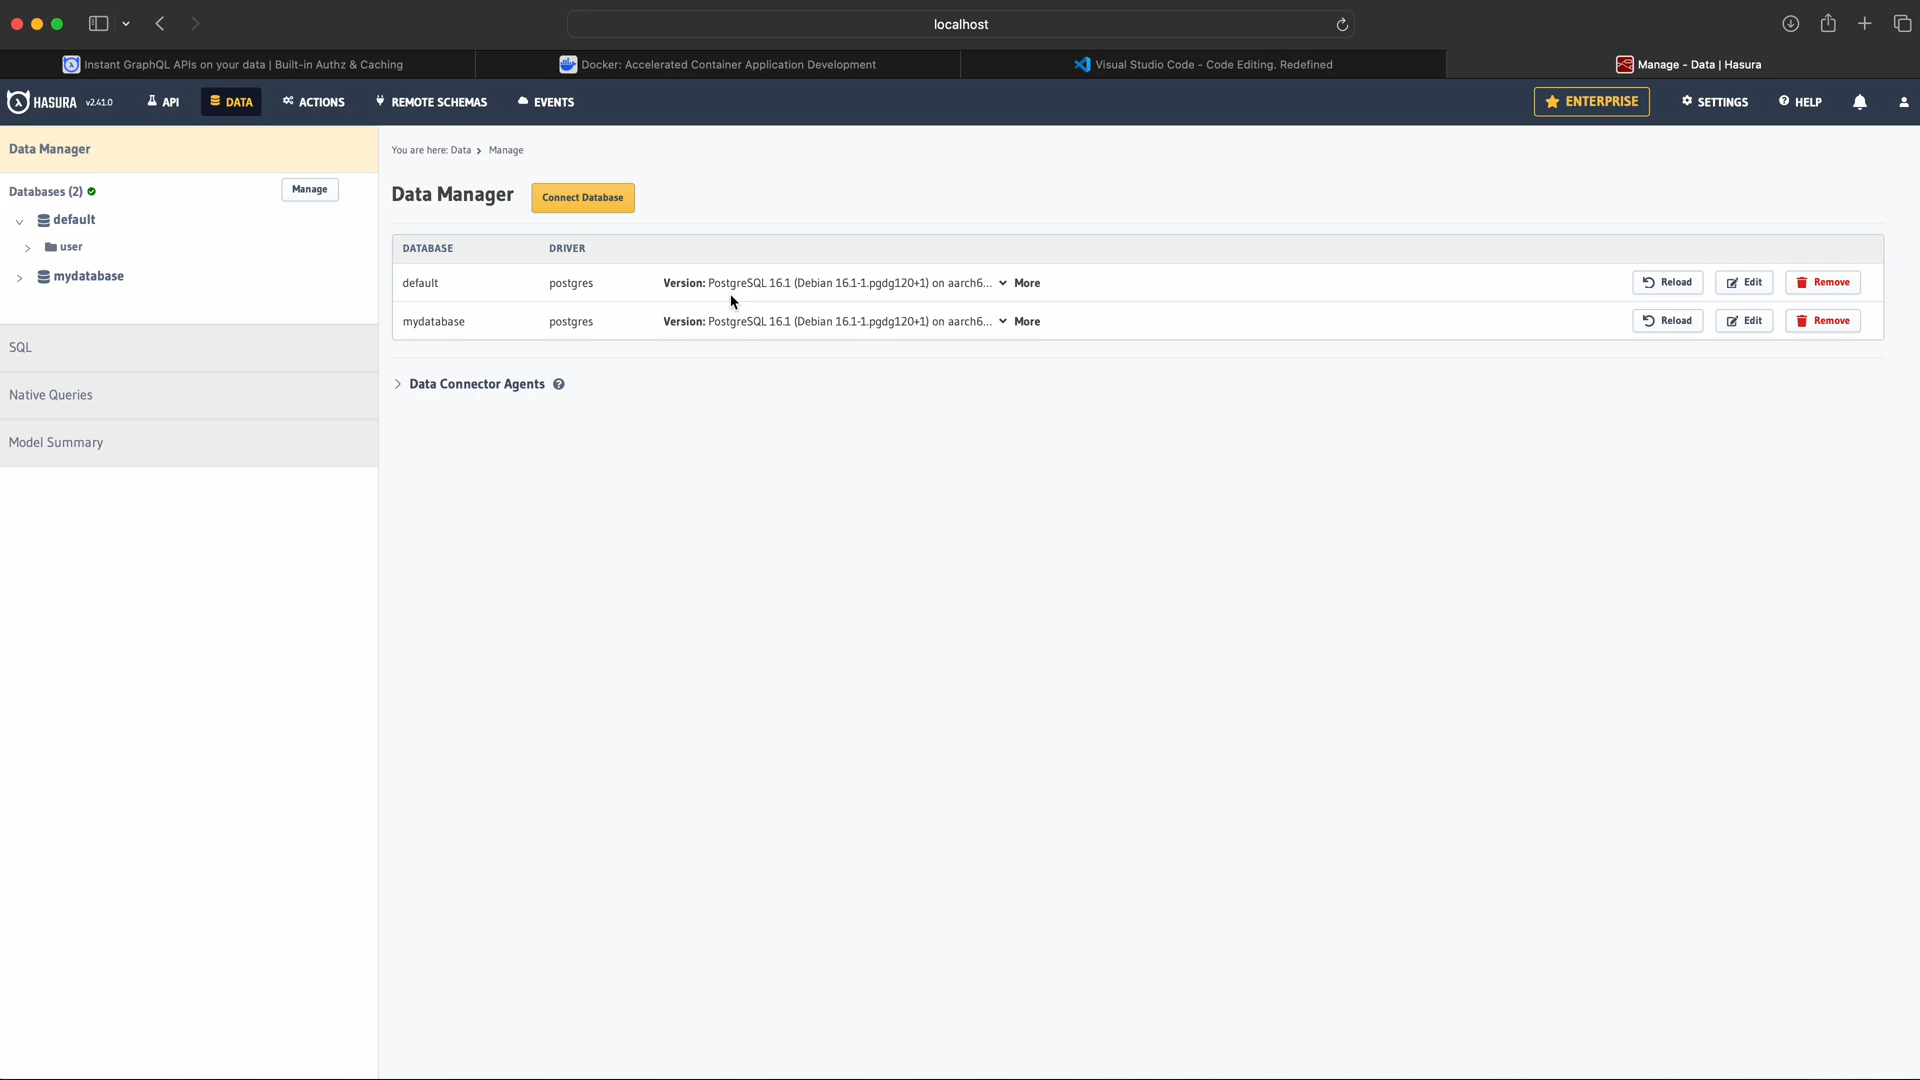 localhost
Instant GraphQL APIs on your data | Built-in Authz & Caching
Docker: Accelerated Container Application Development
Visual Studio Code - Code Editing. Redefined
Manage - Data | Hasura
HASURA v2.41.0
API
DATA
ACTIONS
REMOTE SCHEMAS
EVENTS
ENTERPRISE
SETTINGS
HELP
Data Manager
Databases (2)
Manage
default
user
mydatabase
SQL
Native Queries
Model Summary
You are here: Data > Manage
Data Manager
Connect Database
DATABASE DRIVER
default postgres Version: PostgreSQL 16.1 (Debian 16.1-1.pgdg120+1) on aarch6... More Reload Edit Remove
mydatabase postgres Version: PostgreSQL 16.1 (Debian 16.1-1.pgdg120+1) on aarch6... More Reload Edit Remove
Data Connector Agents ?